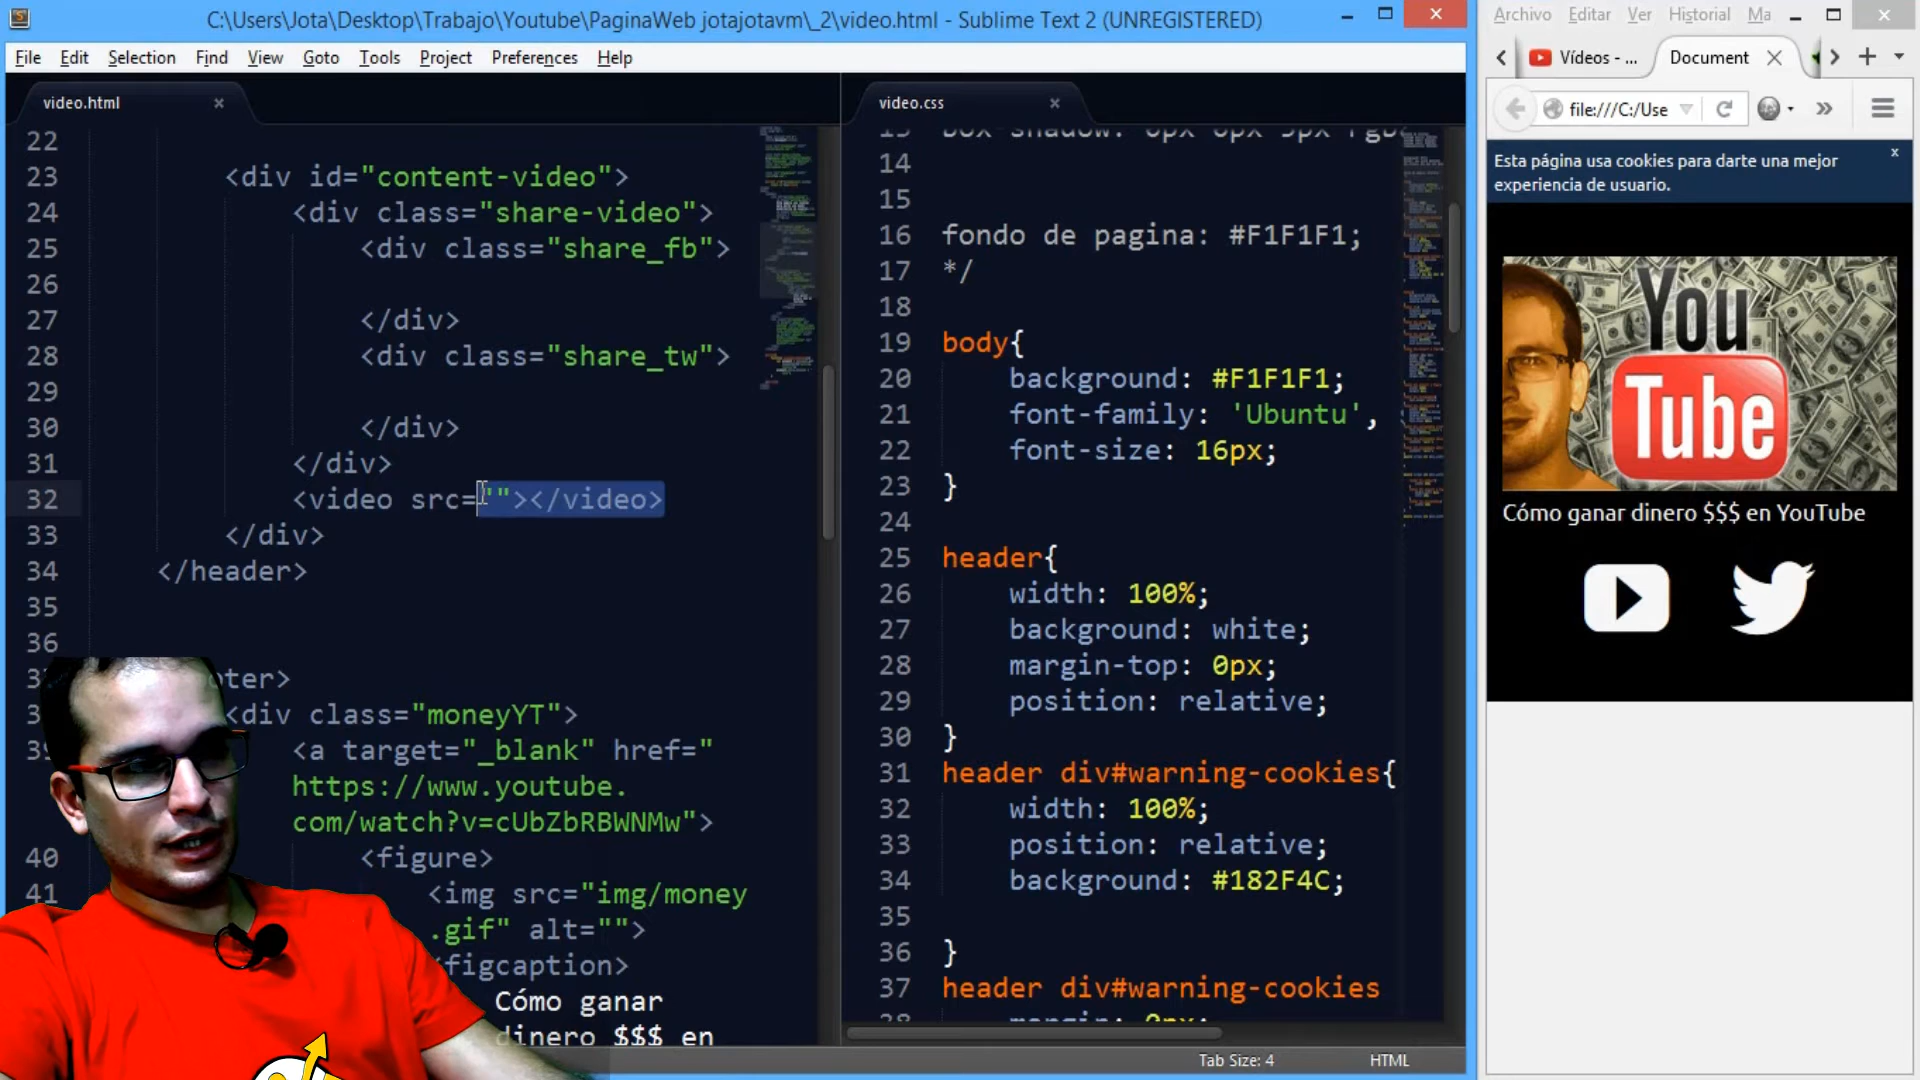 C:\Users\Jota\Desktop\Trabajo\Youtube\PaginaWeb jotajotavm\_2\video.html - Sublime Text 2 (UNREGISTERED)
File Edit Selection Find View Goto Tools Project Preferences Help
video.html
22
23 <div id="content-video">
24 <div class="share-video">
25 <div class="share_fb">
26
27 </div>
28 <div class="share_tw">
29
30 </div>
31 </div>
32 <video src=""></video>
33 </div>
34 </header>
35
36
oter>
<div class="moneyYT">
<a target="_blank" href="
https://www.youtube.
com/watch?v=cUbZbRBWNMw">
40 <figure>
41 <img src="img/money
.gif" alt="">
figcaption>
Cómo ganar
dinero $$$ en
video.css
14
15
16 fondo de pagina: #F1F1F1;
17 */
18
19 body{
20 background: #F1F1F1;
21 font-family: 'Ubuntu',
22 font-size: 16px;
23 }
24
25 header{
26 width: 100%;
27 background: white;
28 margin-top: 0px;
29 position: relative;
30 }
31 header div#warning-cookies{
32 width: 100%;
33 position: relative;
34 background: #182F4C;
35
36 }
37 header div#warning-cookies
Tab Size: 4 HTML
Archivo Editar Ver Historial Ma
Vídeos - ... Document
file:///C:/Use
Esta página usa cookies para darte una mejor
experiencia de usuario.
x
You
Tube
Cómo ganar dinero $$$ en YouTube